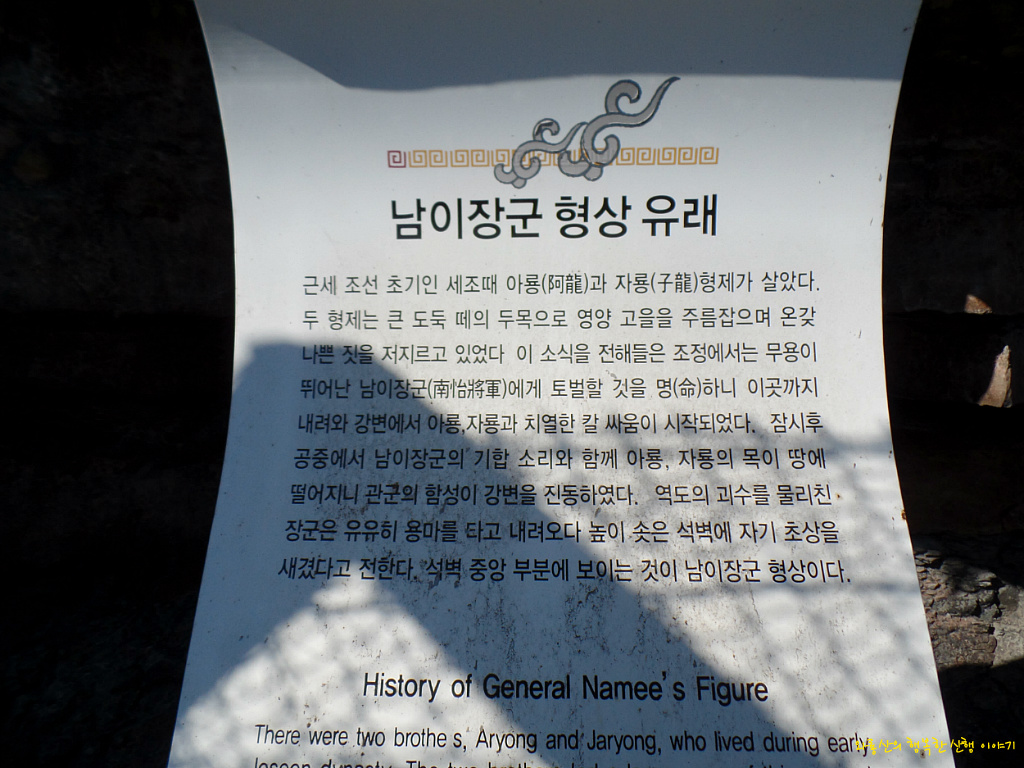 남이장군 형상 유래
근세 조선 초기인 세조때 아룡(阿龍)과 자룡(子龍)형제가 살았다.
두 형제는 큰 도둑 떼의 두목으로 영양 고을을 주름잡으며 온갖
나쁜 짓을 저지르고 있었다 이 소식을 전해들은 조정에서는 무용이
뛰어난 남이장군(南怡將軍)에게 토벌할 것을 명(命)하니 이곳까지
내려와 강변에서 아룡,자룡과 치열한 칼 싸움이 시작되었다. 잠시후
공중에서 남이장군의 기합 소리와 함께 아룡, 자룡의 목이 땅에
떨어지니 관군의 함성이 강변을 진동하였다. 역도의 괴수를 물리친
장군은 유유히 용마를 타고 내려오다 높이 솟은 석벽에 자기 초상을
새겼다고 전한다. 석벽 중앙 부분에 보이는 것이 남이장군 형상이다.
History of General Namee's Figure
There were two brothe s, Aryong and Jaryong, who lived during early
dynasty. The two
의 행복한 산행 이야기